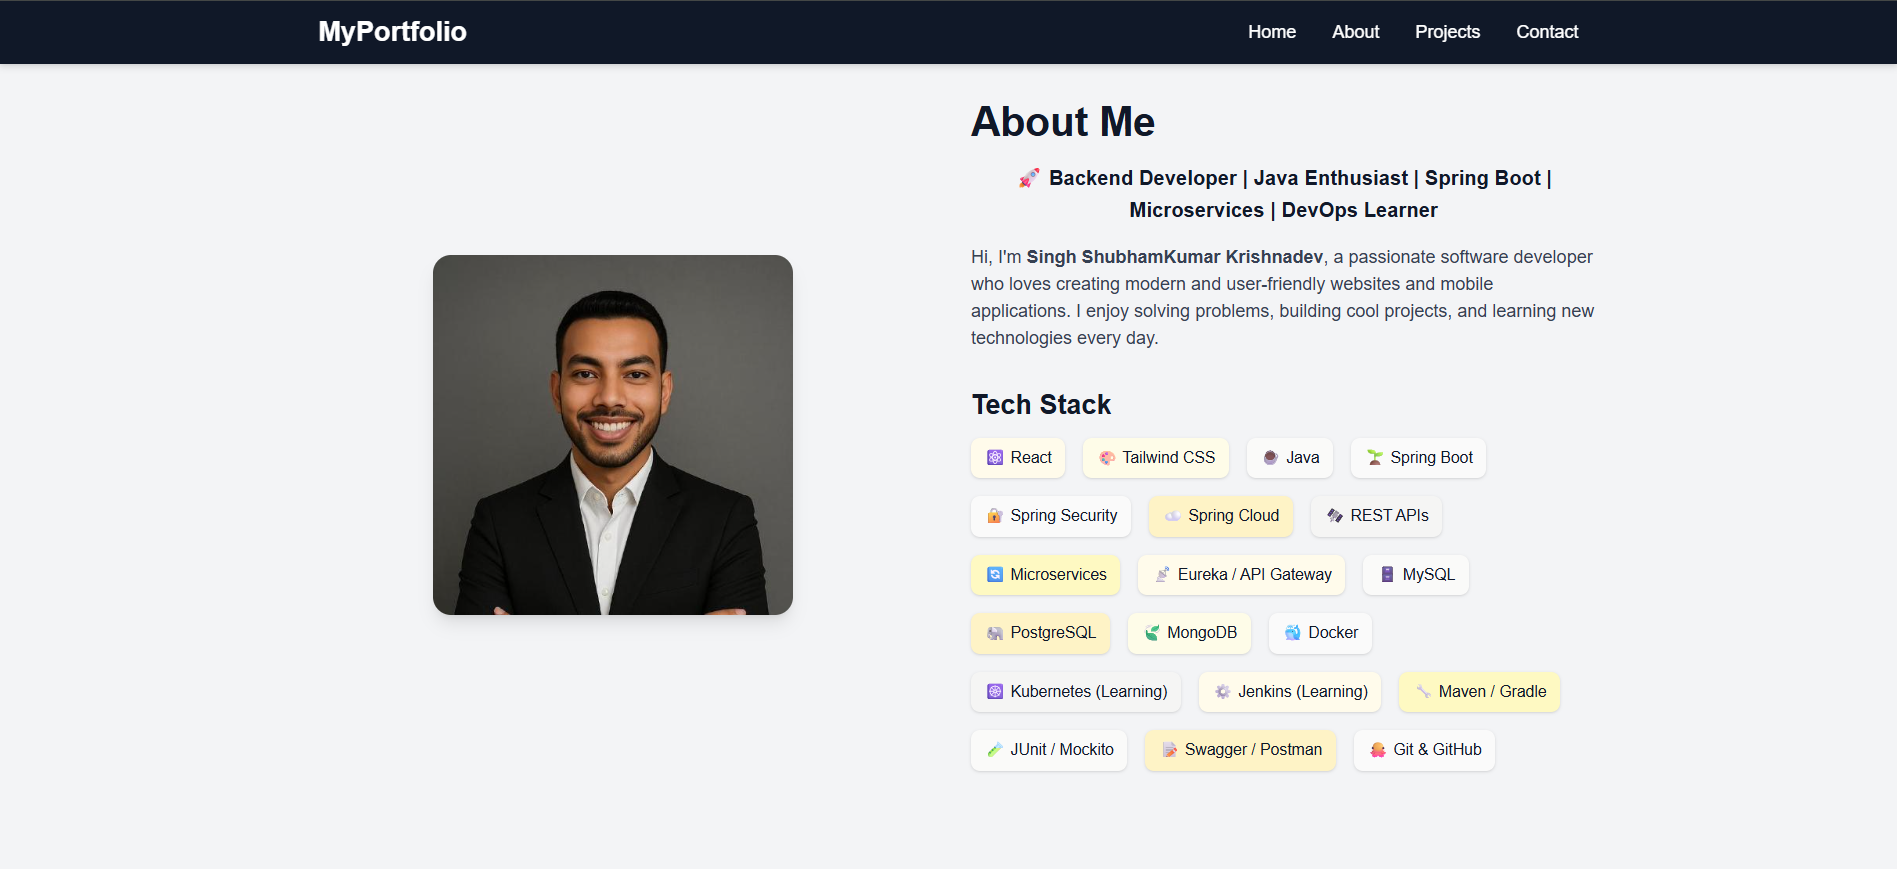 MyPortfolio
Home About Projects Contact
About Me
🚀 Backend Developer | Java Enthusiast | Spring Boot |
Microservices | DevOps Learner
Hi, I'm Singh ShubhamKumar Krishnadev, a passionate software developer
who loves creating modern and user-friendly websites and mobile
applications. I enjoy solving problems, building cool projects, and learning new
technologies every day.
Tech Stack
React Tailwind CSS Java Spring Boot
Spring Security Spring Cloud REST APIs
Microservices Eureka / API Gateway MySQL
PostgreSQL MongoDB Docker
Kubernetes (Learning) Jenkins (Learning) Maven / Gradle
JUnit / Mockito Swagger / Postman Git & GitHub